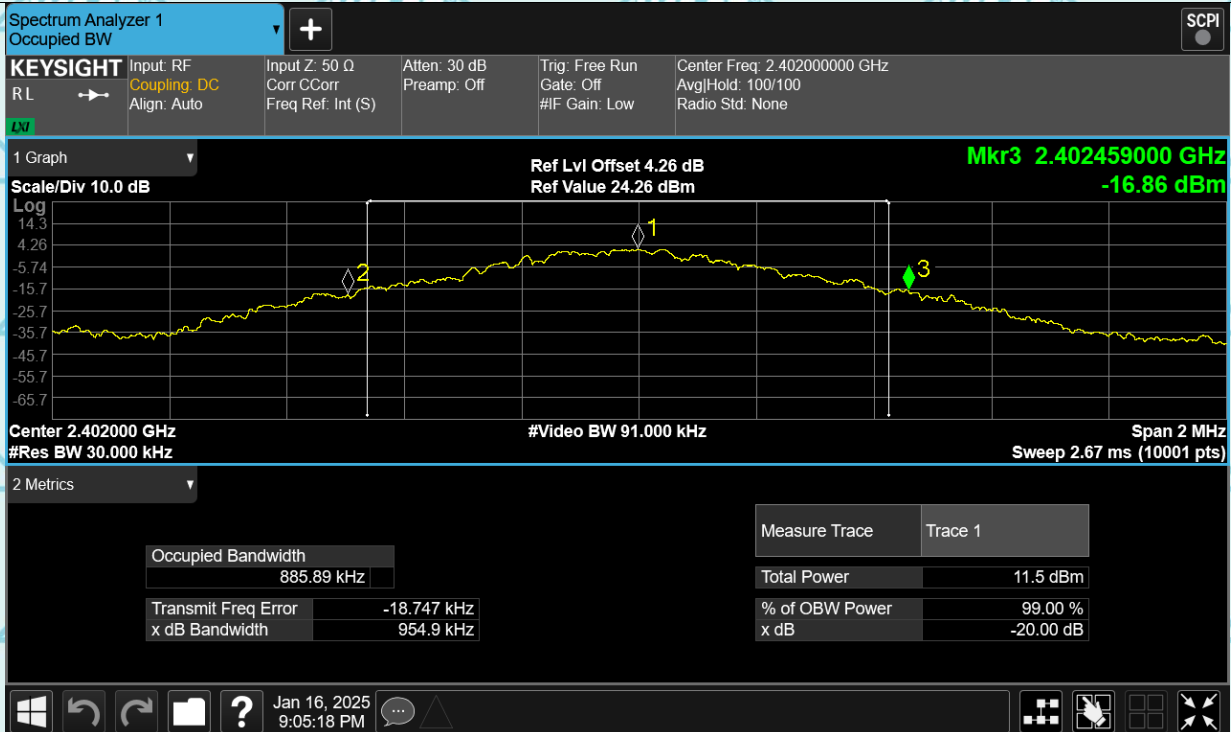 Spectrum Analyzer 1
Occupied BW
SCPI
KEYSIGHT
RL
LXI
Input: RF
Coupling: DC
Align: Auto
Input Z: 50 Ω
Corr CCorr
Freq Ref: Int (S)
Atten: 30 dB
Preamp: Off
Trig: Free Run
Gate: Off
#IF Gain: Low
Center Freq: 2.402000000 GHz
Avg|Hold: 100/100
Radio Std: None
1 Graph
Scale/Div 10.0 dB
Ref Lvl Offset 4.26 dB
Ref Value 24.26 dBm
Mkr3 2.402459000 GHz
-16.86 dBm
Log
14.3
4.26
-5.74
-15.7
-25.7
-35.7
-45.7
-55.7
-65.7
1
2
3
Center 2.402000 GHz
#Video BW 91.000 kHz
Span 2 MHz
#Res BW 30.000 kHz
Sweep 2.67 ms (10001 pts)
2 Metrics
Occupied Bandwidth
885.89 kHz
Transmit Freq Error -18.747 kHz
x dB Bandwidth 954.9 kHz
Measure Trace Trace 1
Total Power 11.5 dBm
% of OBW Power 99.00 %
x dB -20.00 dB
?
Jan 16, 2025
9:05:18 PM